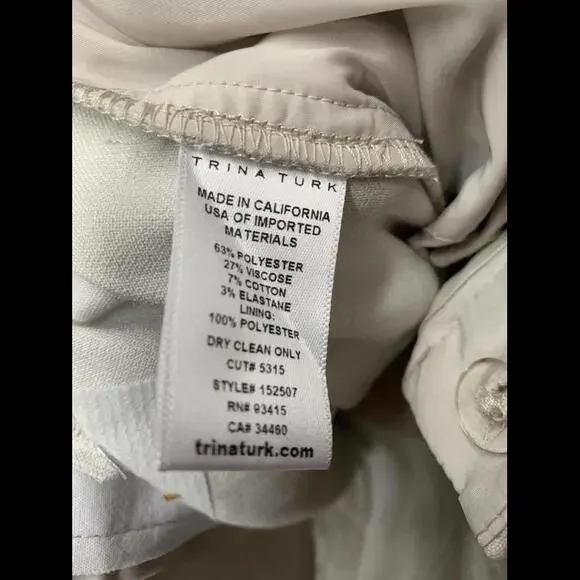 TRINA TURK
MADE IN CALIFORNIA
USA OF IMPORTED
MATERIALS
63% POLYESTER
27% VISCOSE
7% COTTON
3% ELASTANE
LINING:
100% POLYESTER
DRY CLEAN ONLY
CUT# 5315
STYLE# 152507
RN# 93415
CA# 34460
trinaturk.com